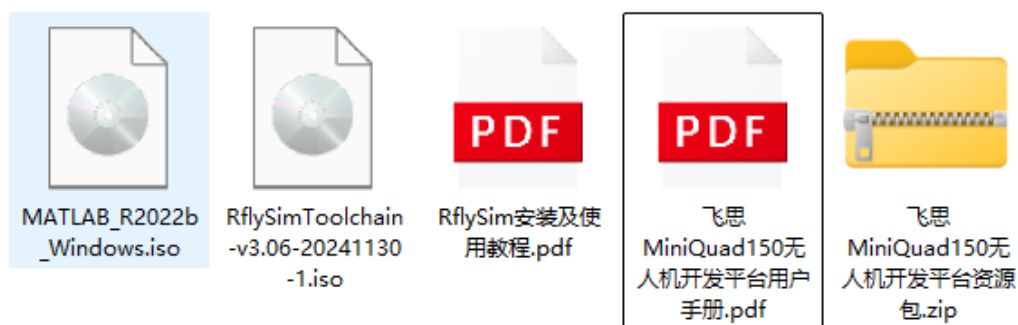 PDF
PDF
MATLAB_R2022b
_Windows.iso
RflySimToolchain
-v3.06-20241130
-1.iso
RflySim安装及使
用教程.pdf
飞思
MiniQuad150无
人机开发平台用户
手册.pdf
飞思
MiniQuad150无
人机开发平台资源
包.zip